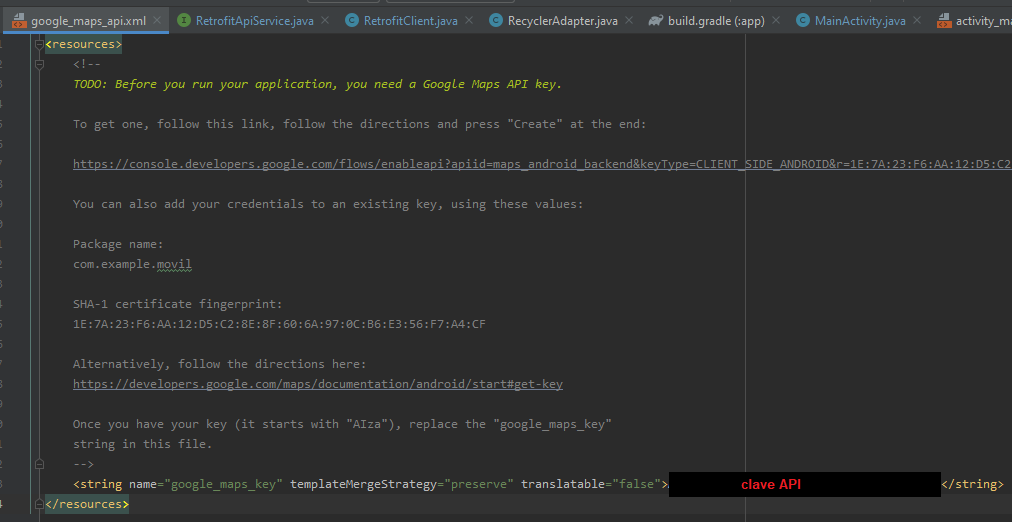 google_maps_api.xml RetrofitApiService.java RetrofitClient.java RecyclerAdapter.java build.gradle (:app) MainActivity.java activity_ma
<resources>
<!--
TODO: Before you run your application, you need a Google Maps API key.
To get one, follow this link, follow the directions and press "Create" at the end:
https://console.developers.google.com/flows/enableapi?apiid=maps_android_backend&keyType=CLIENT_SIDE_ANDROID&r=1E:7A:23:F6:AA:12:D5:C2
You can also add your credentials to an existing key, using these values:
Package name:
com.example.movil
SHA-1 certificate fingerprint:
1E:7A:23:F6:AA:12:D5:C2:8E:8F:60:6A:97:0C:B6:E3:56:F7:A4:CF
Alternatively, follow the directions here:
https://developers.google.com/maps/documentation/android/start#get-key
Once you have your key (it starts with "AIza"), replace the "google_maps_key"
string in this file.
-->
<string name="google_maps_key" templateMergeStrategy="preserve" translatable="false">clave API</string>
</resources>